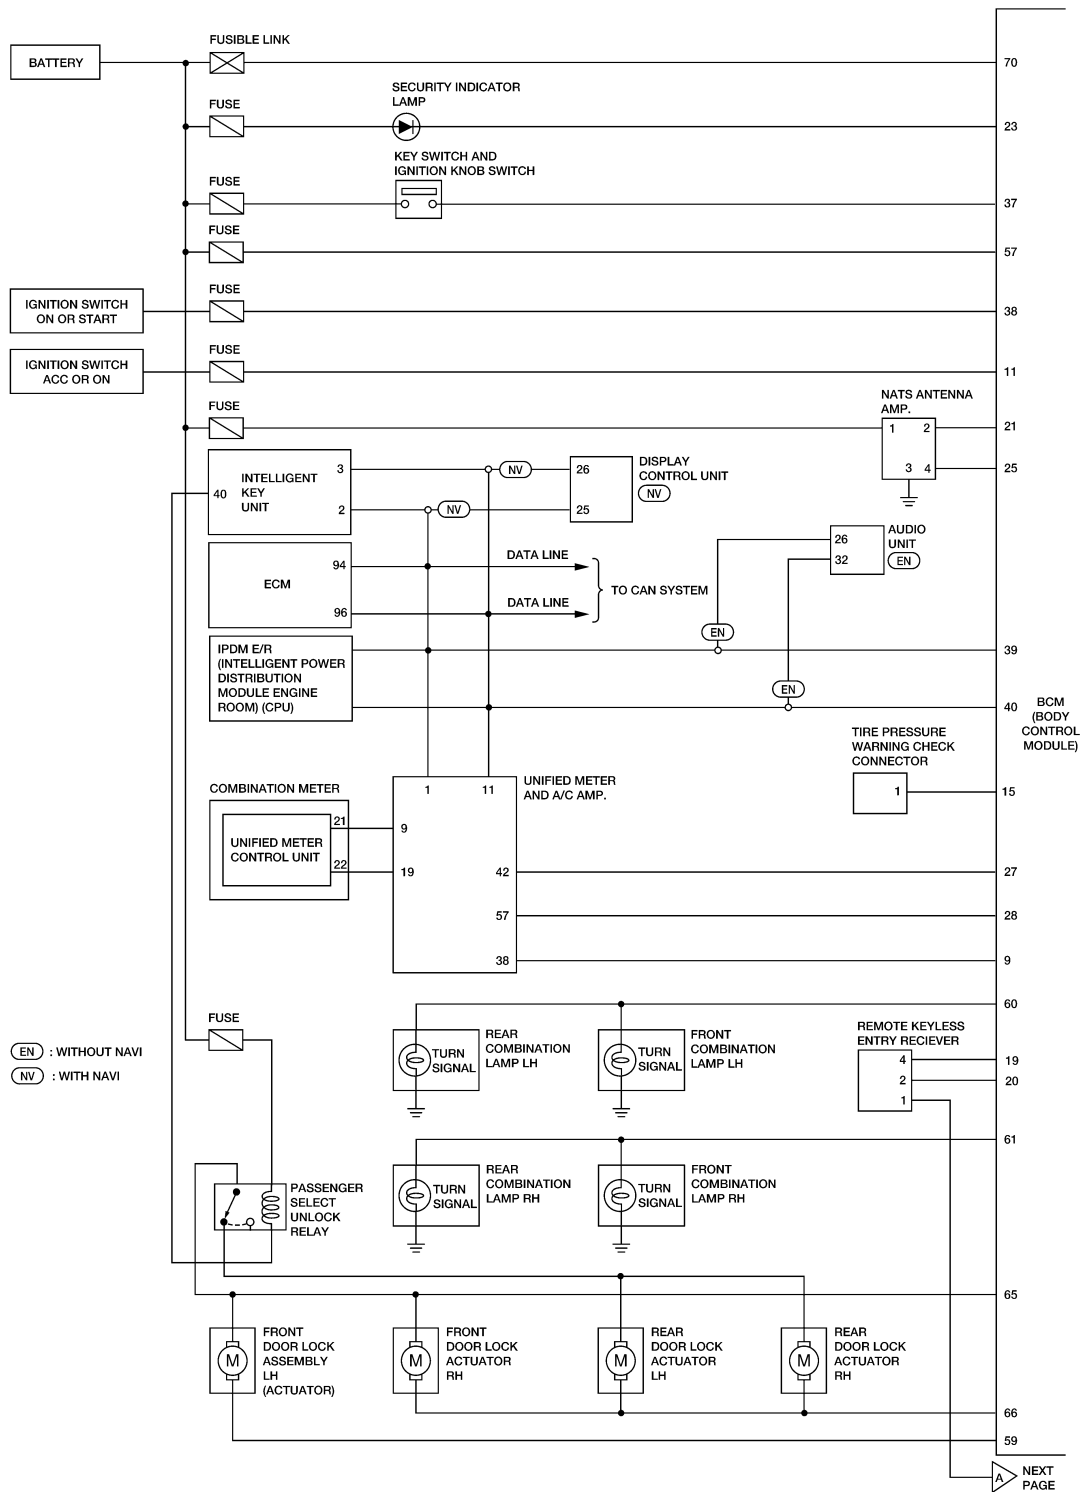 FUSIBLE LINK
BATTERY
70
SECURITY INDICATOR
LAMP
FUSE
23
KEY SWITCH AND
IGNITION KNOB SWITCH
FUSE
37
FUSE
57
FUSE
IGNITION SWITCH
ON OR START
38
FUSE
IGNITION SWITCH
ACC OR ON
11
NATS ANTENNA
AMP.
FUSE
1 2
21
3 4
25
INTELLIGENT
KEY
UNIT
40
3
2
NV
NV
26
25
DISPLAY
CONTROL UNIT
NV
26
32
AUDIO
UNIT
EN
ECM
94
96
DATA LINE
DATA LINE
TO CAN SYSTEM
EN
IPDM E/R
(INTELLIGENT POWER
DISTRIBUTION
MODULE ENGINE
ROOM) (CPU)
39
EN
40
BCM
(BODY
CONTROL
MODULE)
TIRE PRESSURE
WARNING CHECK
CONNECTOR
1
15
COMBINATION METER
UNIFIED METER
CONTROL UNIT
21
22
1 11
9
19
42
57
38
UNIFIED METER
AND A/C AMP.
27
28
9
60
FUSE
EN : WITHOUT NAVI
NV : WITH NAVI
TURN
SIGNAL
REAR
COMBINATION
LAMP LH
TURN
SIGNAL
FRONT
COMBINATION
LAMP LH
REMOTE KEYLESS
ENTRY RECIEVER
4
2
1
19
20
61
PASSENGER
SELECT
UNLOCK
RELAY
TURN
SIGNAL
REAR
COMBINATION
LAMP RH
TURN
SIGNAL
FRONT
COMBINATION
LAMP RH
65
M
FRONT
DOOR LOCK
ASSEMBLY
LH
(ACTUATOR)
M
FRONT
DOOR LOCK
ACTUATOR
RH
M
REAR
DOOR LOCK
ACTUATOR
LH
M
REAR
DOOR LOCK
ACTUATOR
RH
66
59
A
NEXT
PAGE